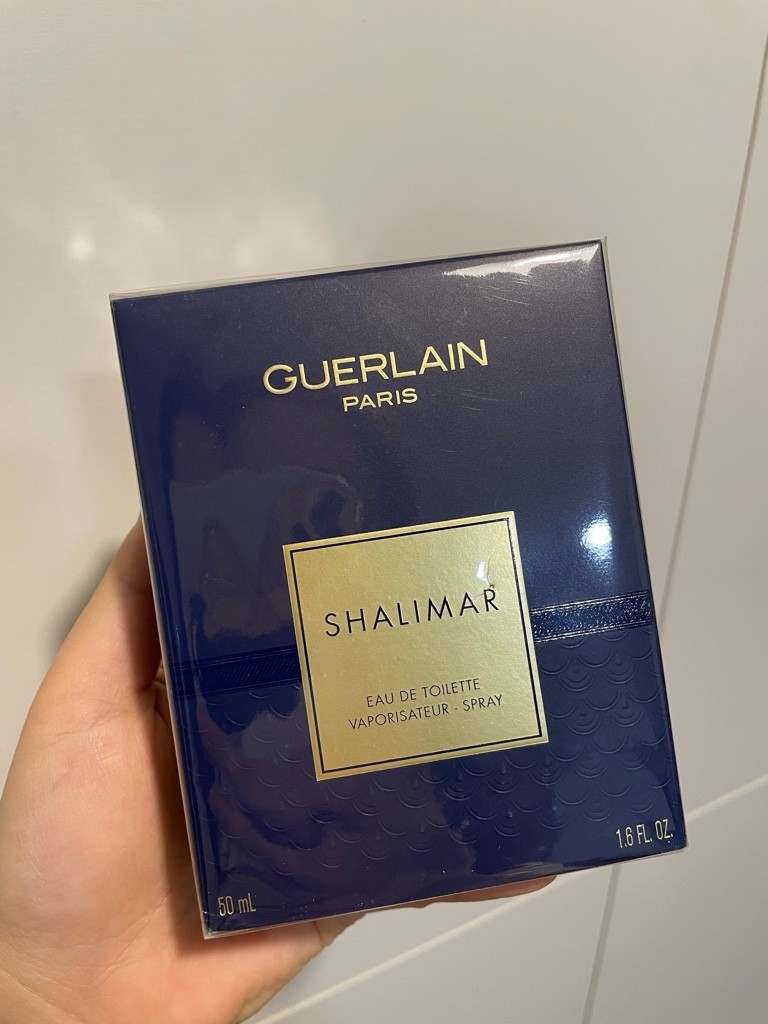 GUERLAIN
PARIS
SHALIMAR
EAU DE TOILETTE
VAPORISATEUR - SPRAY
50 mL
1.6 FL. OZ.